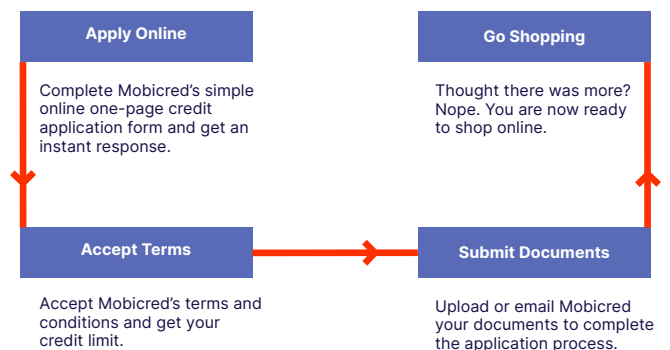 Apply Online
Complete Mobicred's simple
online one-page credit
application form and get an
instant response.
Accept Terms
Accept Mobicred's terms and
conditions and get your
credit limit.
Submit Documents
Upload or email Mobicred
your documents to complete
the application process.
Go Shopping
Thought there was more?
Nope. You are now ready
to shop online.